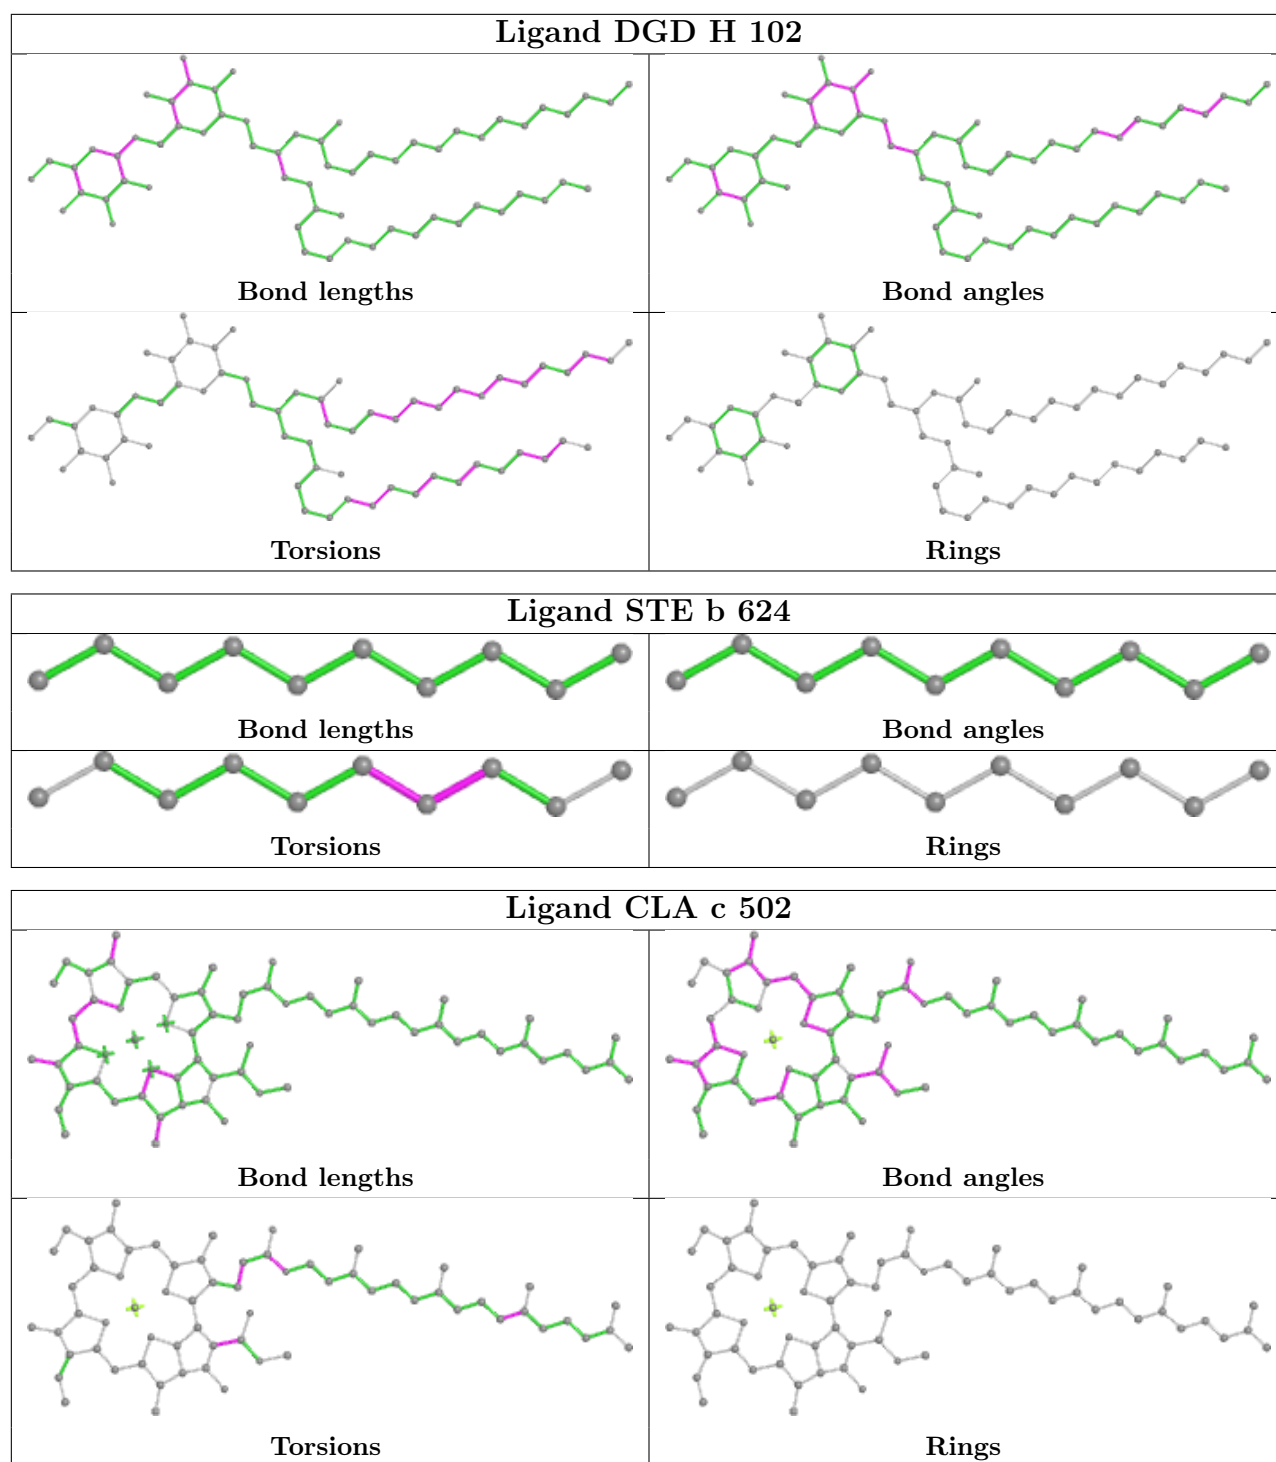 Ligand DGD H 102
Bond lengths
Bond angles
Torsions
Rings
Ligand STE b 624
Bond lengths
Bond angles
Torsions
Rings
Ligand CLA c 502
Bond lengths
Bond angles
Torsions
Rings